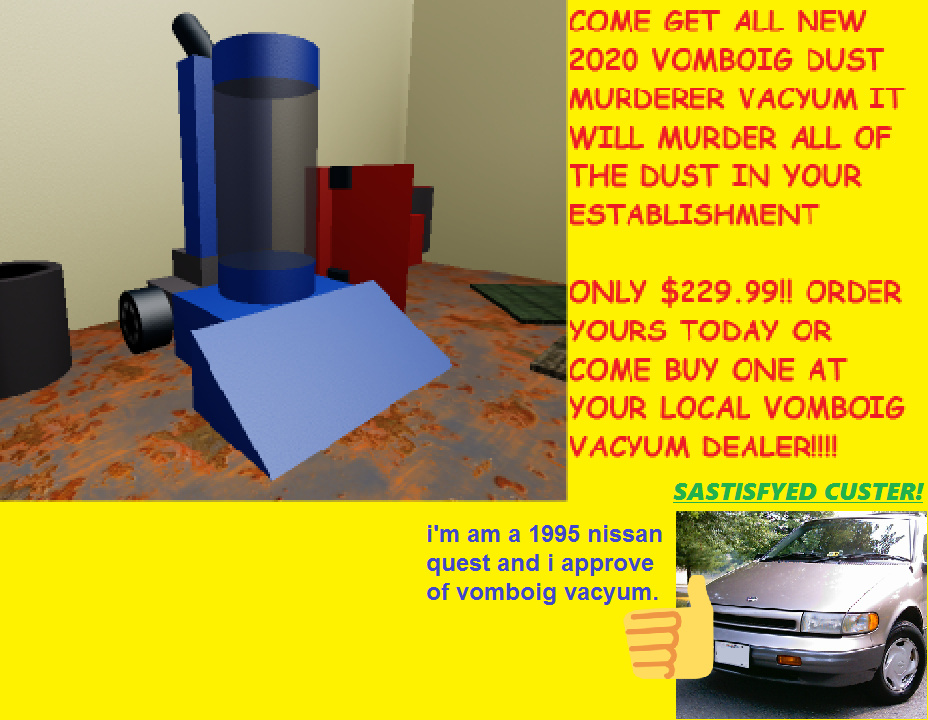 COME GET ALL NEW
2020 VOMBOIG DUST
MURDERER VACYUM IT
WILL MURDER ALL OF
THE DUST IN YOUR
ESTABLISHMENT
ONLY $229.99!! ORDER
YOURS TODAY OR
COME BUY ONE AT
YOUR LOCAL VOMBOIG
VACYUM DEALER!!!!
SASTISFYED CUSTER!
i'm am a 1995 nissan
quest and i approve
of vomboig vacyum.